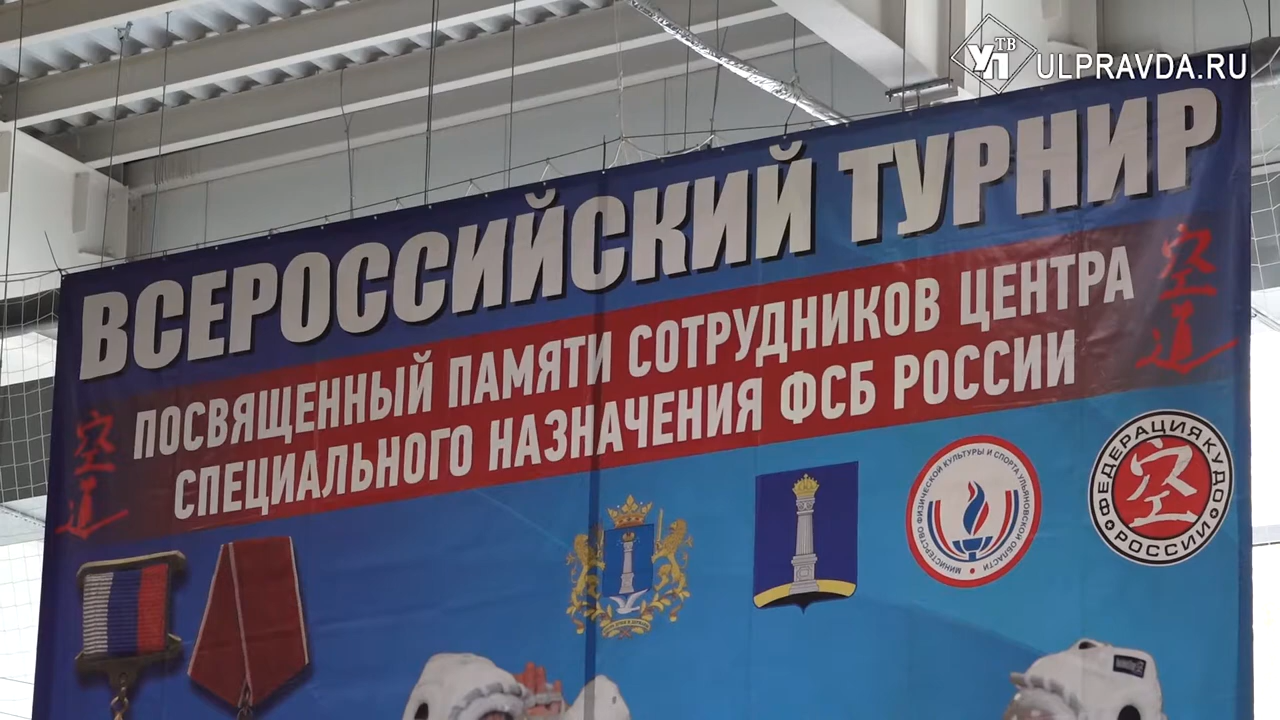 УП ТВ ULPRAVDA.RU
ВСЕРОССИЙСКИЙ ТУРНИР
ПОСВЯЩЕННЫЙ ПАМЯТИ СОТРУДНИКОВ ЦЕНТРА
СПЕЦИАЛЬНОГО НАЗНАЧЕНИЯ ФСБ РОССИИ
空道
空道
МИНИСТЕРСТВО ФИЗИЧЕСКОЙ КУЛЬТУРЫ И СПОРТА УЛЬЯНОВСКОЙ ОБЛАСТИ
ФЕДЕРАЦИЯ КУДО
空
РОССИИ